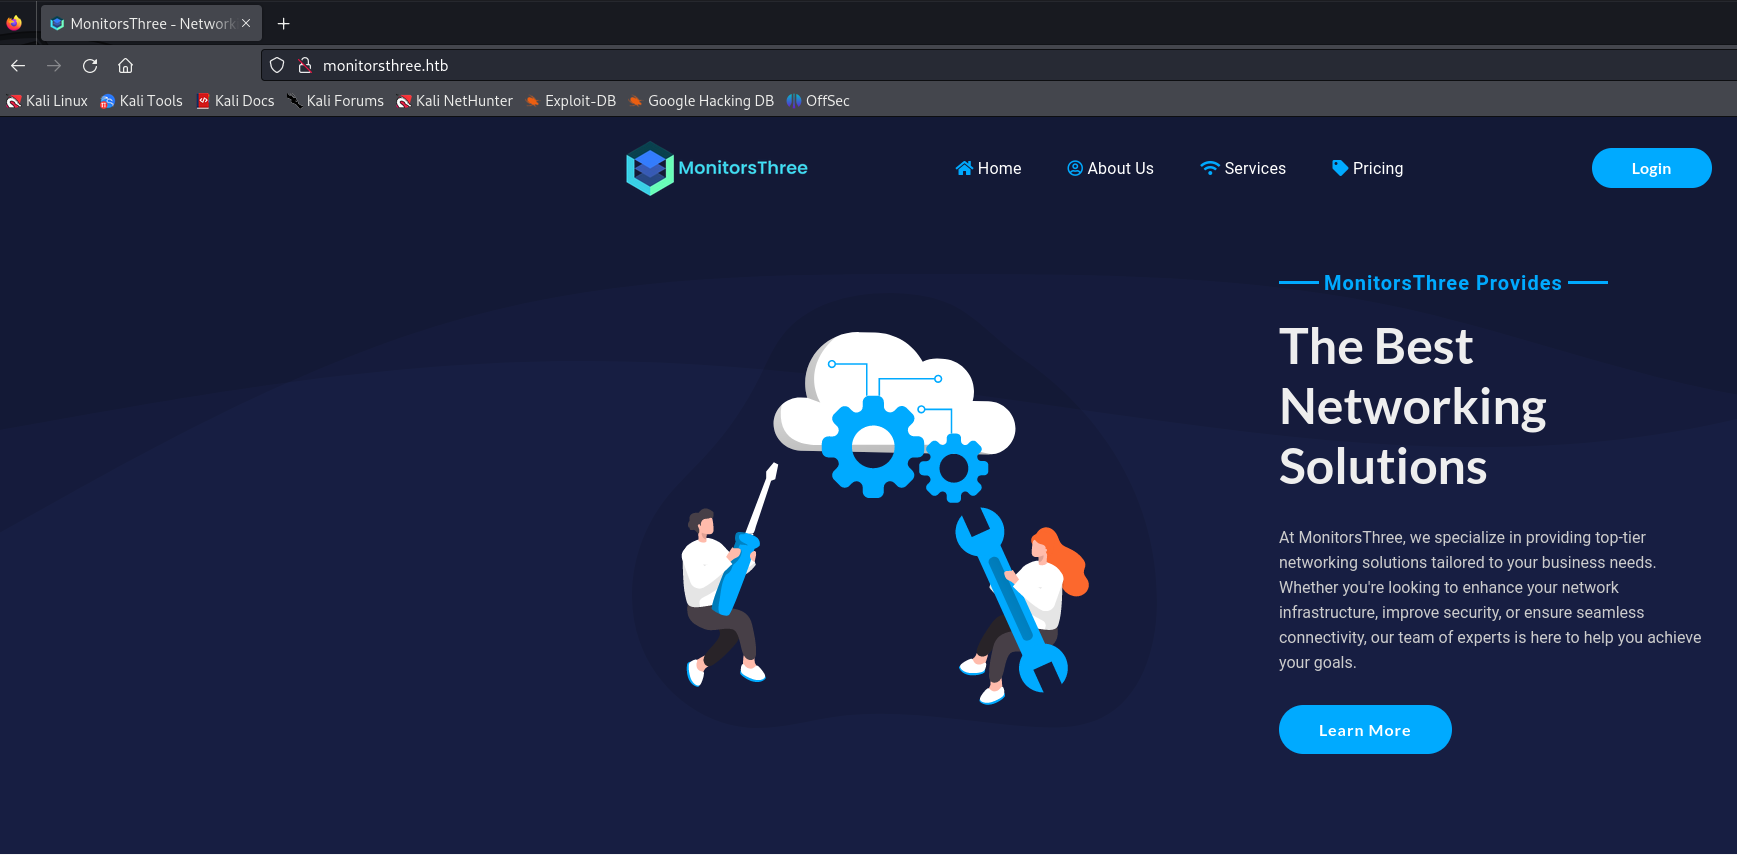 MonitorsThree - Network
monitorsthree.htb
Kali Linux Kali Tools Kali Docs Kali Forums Kali NetHunter Exploit-DB Google Hacking DB OffSec
MonitorsThree Home About Us Services Pricing Login
MonitorsThree Provides
The Best
Networking
Solutions
At MonitorsThree, we specialize in providing top-tier
networking solutions tailored to your business needs.
Whether you're looking to enhance your network
infrastructure, improve security, or ensure seamless
connectivity, our team of experts is here to help you achieve
your goals.
Learn More